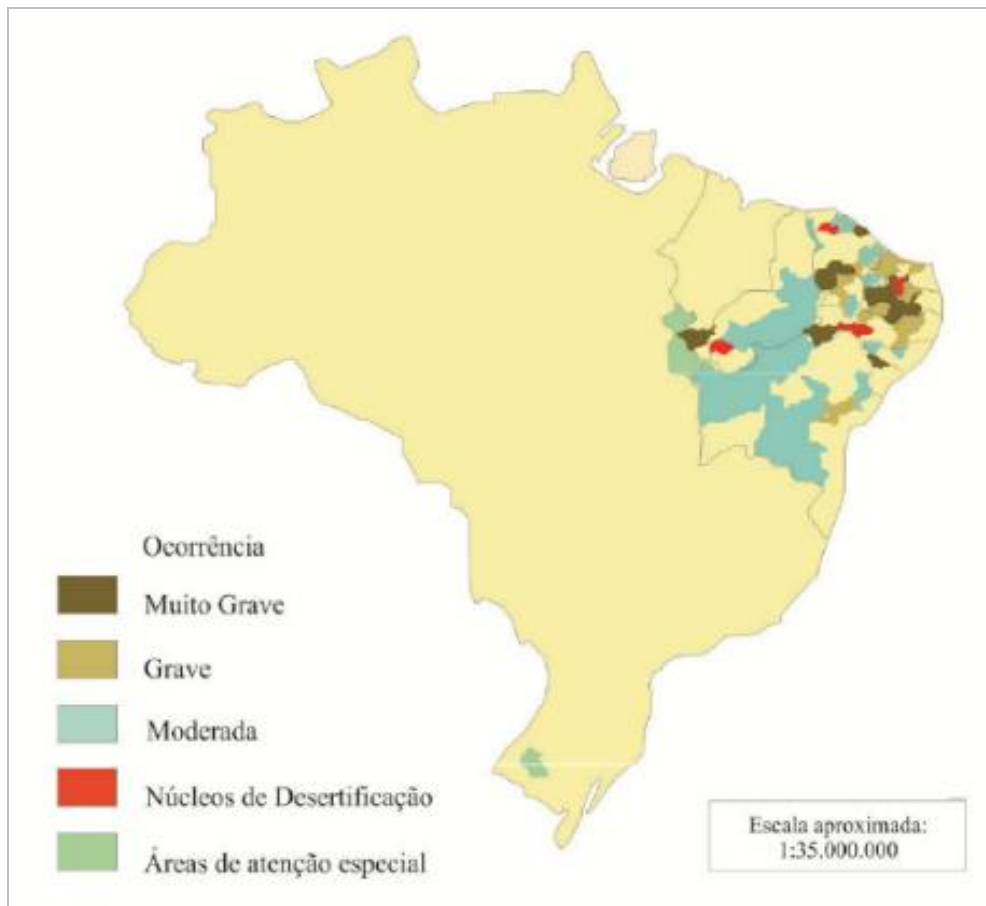 Ocorrência
Muito Grave
Grave
Moderada
Núcleos de Desertificação
Áreas de atenção especial
Escala aproximada:
1:35.000.000